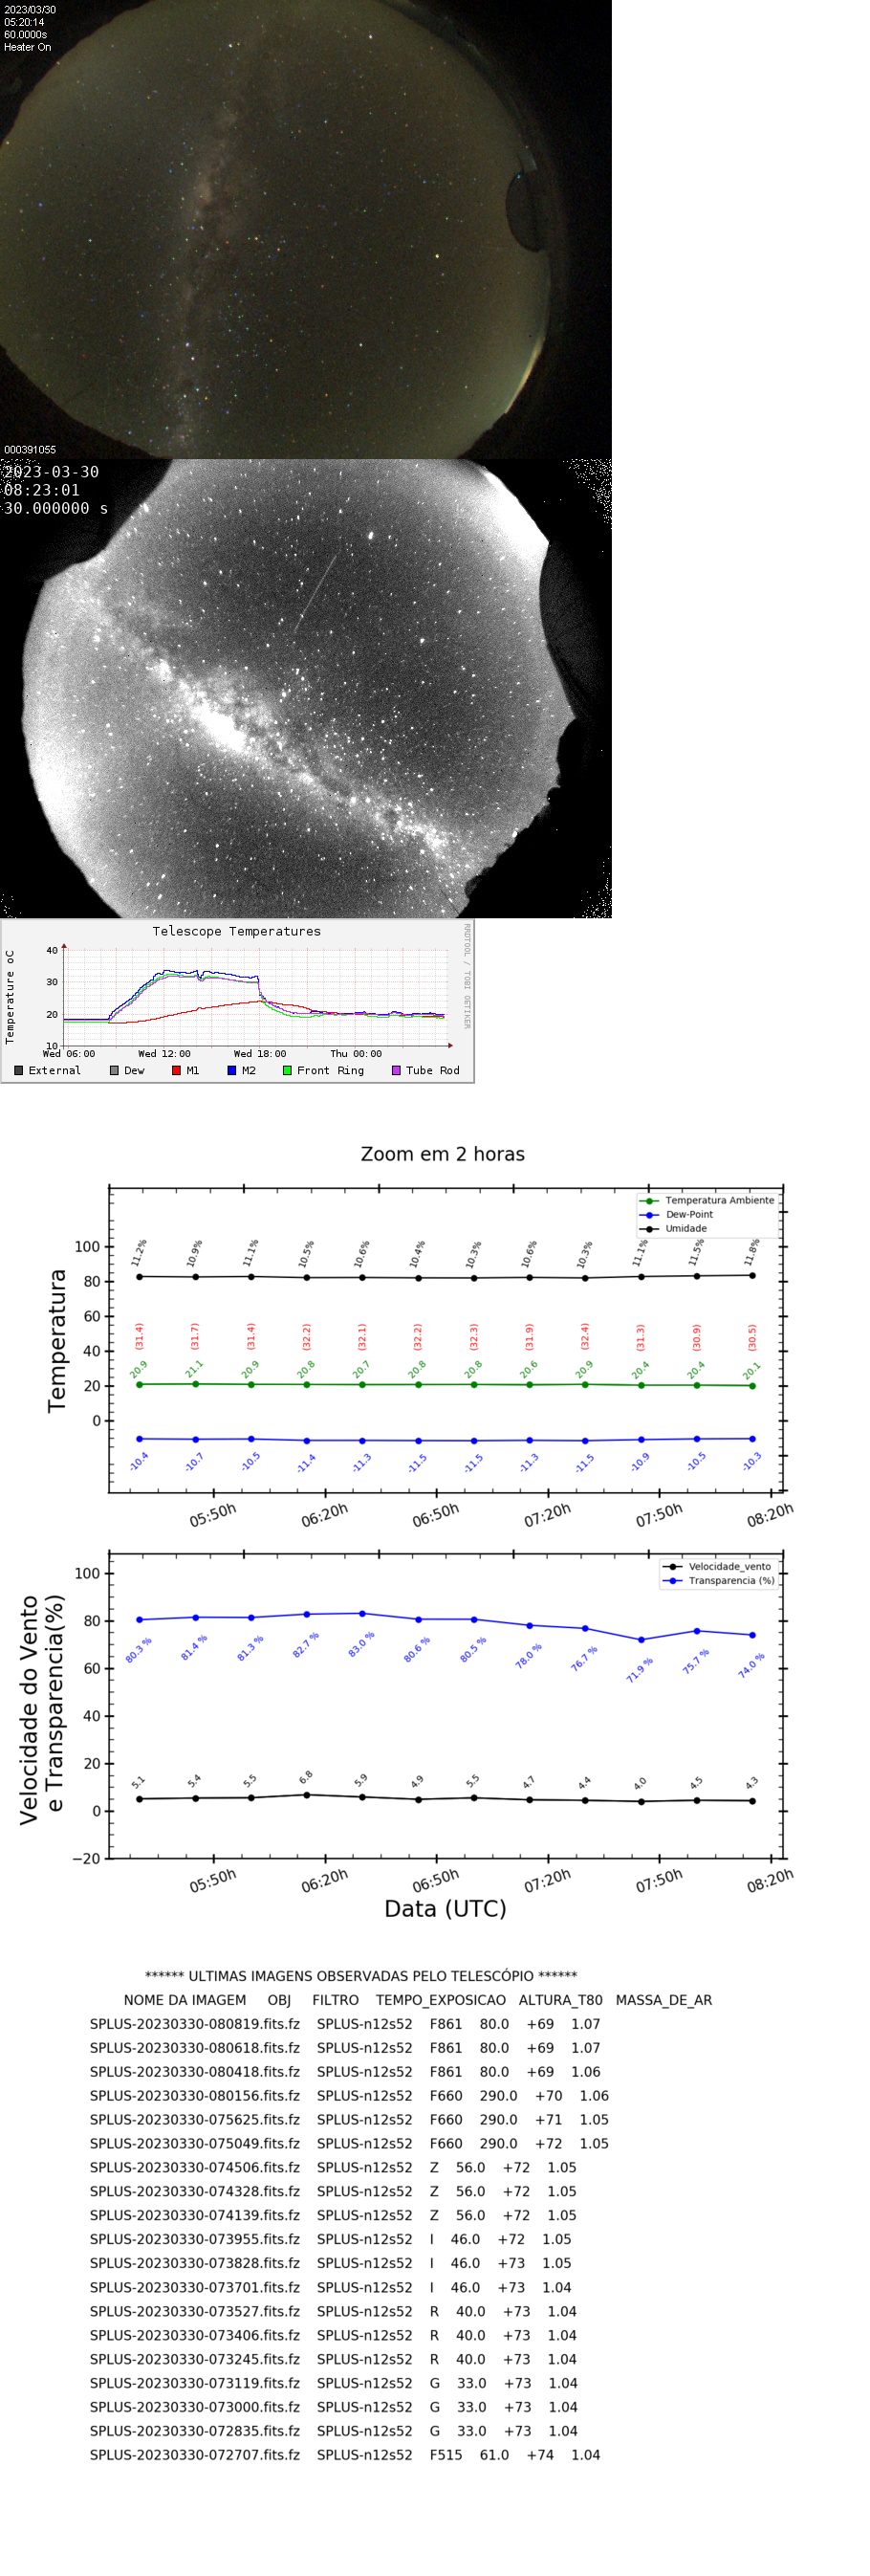 2023/03/30
05:20:14
60.0000s
Heater On
000391055
2023-03-30
08:23:01
30.000000 s
Telescope Temperatures
RRDTOOL / TOBI OETIKER
Temperature oC
40
30
20
10
Wed 06:00 Wed 12:00 Wed 18:00 Thu 00:00
External Dew M1 M2 Front Ring Tube Rod
Zoom em 2 horas
Temperatura Ambiente
Dew-Point
Umidade
Temperatura
100
80
60
40
20
0
11.2% 10.9% 11.1% 10.5% 10.6% 10.4% 10.3% 10.6% 10.3% 11.1% 11.5% 11.8%
(31.4) (31.7) (31.4) (32.2) (32.1) (32.2) (32.3) (31.9) (32.4) (31.3) (30.9) (30.5)
20.9 21.1 20.9 20.8 20.7 20.8 20.8 20.6 20.9 20.4 20.4 20.1
-10.4 -10.7 -10.5 -11.4 -11.3 -11.5 -11.5 -11.3 -11.5 -10.9 -10.5 -10.3
05:50h 06:20h 06:50h 07:20h 07:50h 08:20h
Velocidade_vento
Transparencia (%)
Velocidade do Vento
e Transparencia(%)
100
80
60
40
20
0
−20
80.3 % 81.4 % 81.3 % 82.7 % 83.0 % 80.6 % 80.5 % 78.0 % 76.7 % 71.9 % 75.7 % 74.0 %
5.1 5.4 5.5 6.8 5.9 4.9 5.5 4.7 4.4 4.0 4.5 4.3
05:50h 06:20h 06:50h 07:20h 07:50h 08:20h
Data (UTC)
****** ULTIMAS IMAGENS OBSERVADAS PELO TELESCÓPIO ******
NOME DA IMAGEM OBJ FILTRO TEMPO_EXPOSICAO ALTURA_T80 MASSA_DE_AR
SPLUS-20230330-080819.fits.fz SPLUS-n12s52 F861 80.0 +69 1.07
SPLUS-20230330-080618.fits.fz SPLUS-n12s52 F861 80.0 +69 1.07
SPLUS-20230330-080418.fits.fz SPLUS-n12s52 F861 80.0 +69 1.06
SPLUS-20230330-080156.fits.fz SPLUS-n12s52 F660 290.0 +70 1.06
SPLUS-20230330-075625.fits.fz SPLUS-n12s52 F660 290.0 +71 1.05
SPLUS-20230330-075049.fits.fz SPLUS-n12s52 F660 290.0 +72 1.05
SPLUS-20230330-074506.fits.fz SPLUS-n12s52 Z 56.0 +72 1.05
SPLUS-20230330-074328.fits.fz SPLUS-n12s52 Z 56.0 +72 1.05
SPLUS-20230330-074139.fits.fz SPLUS-n12s52 Z 56.0 +72 1.05
SPLUS-20230330-073955.fits.fz SPLUS-n12s52 I 46.0 +72 1.05
SPLUS-20230330-073828.fits.fz SPLUS-n12s52 I 46.0 +73 1.05
SPLUS-20230330-073701.fits.fz SPLUS-n12s52 I 46.0 +73 1.04
SPLUS-20230330-073527.fits.fz SPLUS-n12s52 R 40.0 +73 1.04
SPLUS-20230330-073406.fits.fz SPLUS-n12s52 R 40.0 +73 1.04
SPLUS-20230330-073245.fits.fz SPLUS-n12s52 R 40.0 +73 1.04
SPLUS-20230330-073119.fits.fz SPLUS-n12s52 G 33.0 +73 1.04
SPLUS-20230330-073000.fits.fz SPLUS-n12s52 G 33.0 +73 1.04
SPLUS-20230330-072835.fits.fz SPLUS-n12s52 G 33.0 +73 1.04
SPLUS-20230330-072707.fits.fz SPLUS-n12s52 F515 61.0 +74 1.04